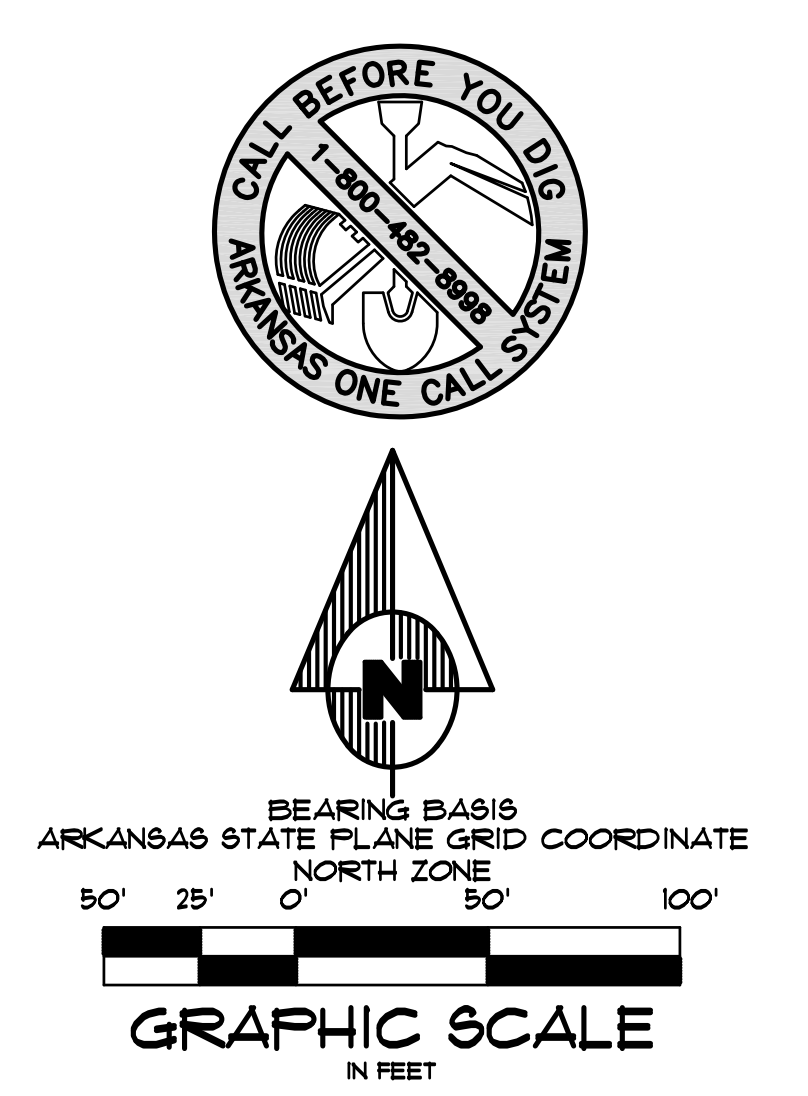 CALL BEFORE YOU DIG
1-800-482-8998
ARKANSAS ONE CALL SYSTEM
N
BEARING BASIS
ARKANSAS STATE PLANE GRID COORDINATE
NORTH ZONE
50' 25' 0' 50' 100'
GRAPHIC SCALE
IN FEET